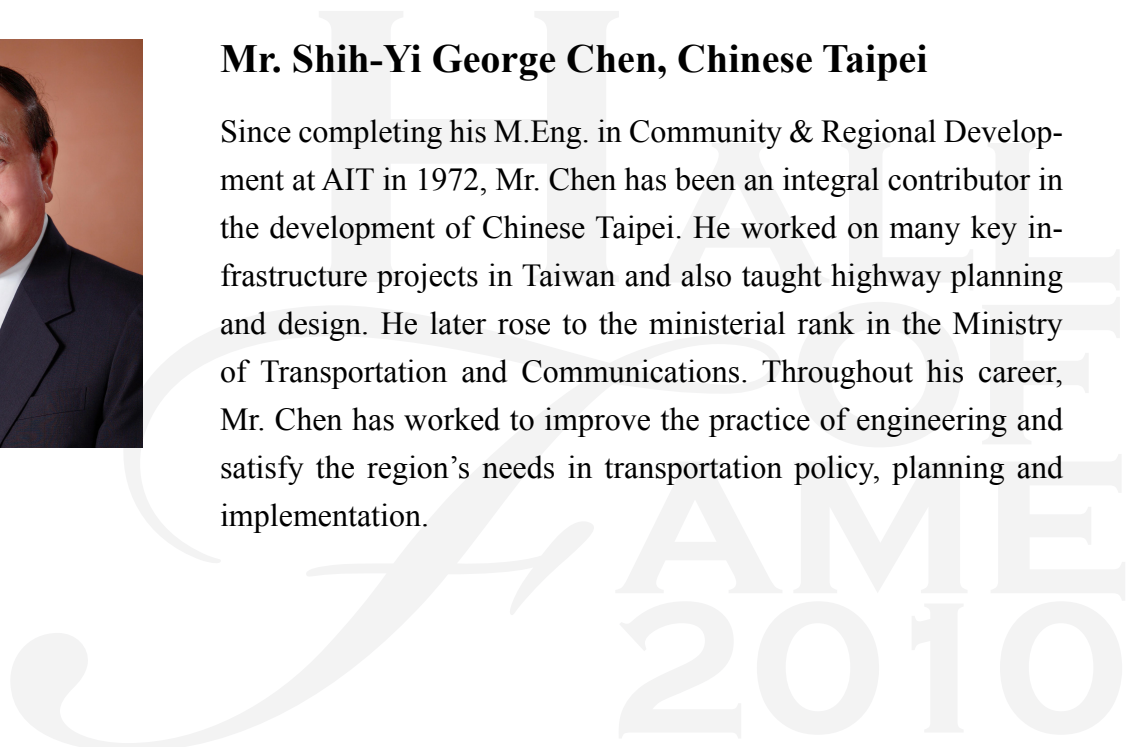 Mr. Shih-Yi George Chen, Chinese Taipei
Since completing his M.Eng. in Community & Regional Develop-
ment at AIT in 1972, Mr. Chen has been an integral contributor in
the development of Chinese Taipei. He worked on many key in-
frastructure projects in Taiwan and also taught highway planning
and design. He later rose to the ministerial rank in the Ministry
of Transportation and Communications. Throughout his career,
Mr. Chen has worked to improve the practice of engineering and
satisfy the region’s needs in transportation policy, planning and
implementation.
HALL
OF
FAME
2010